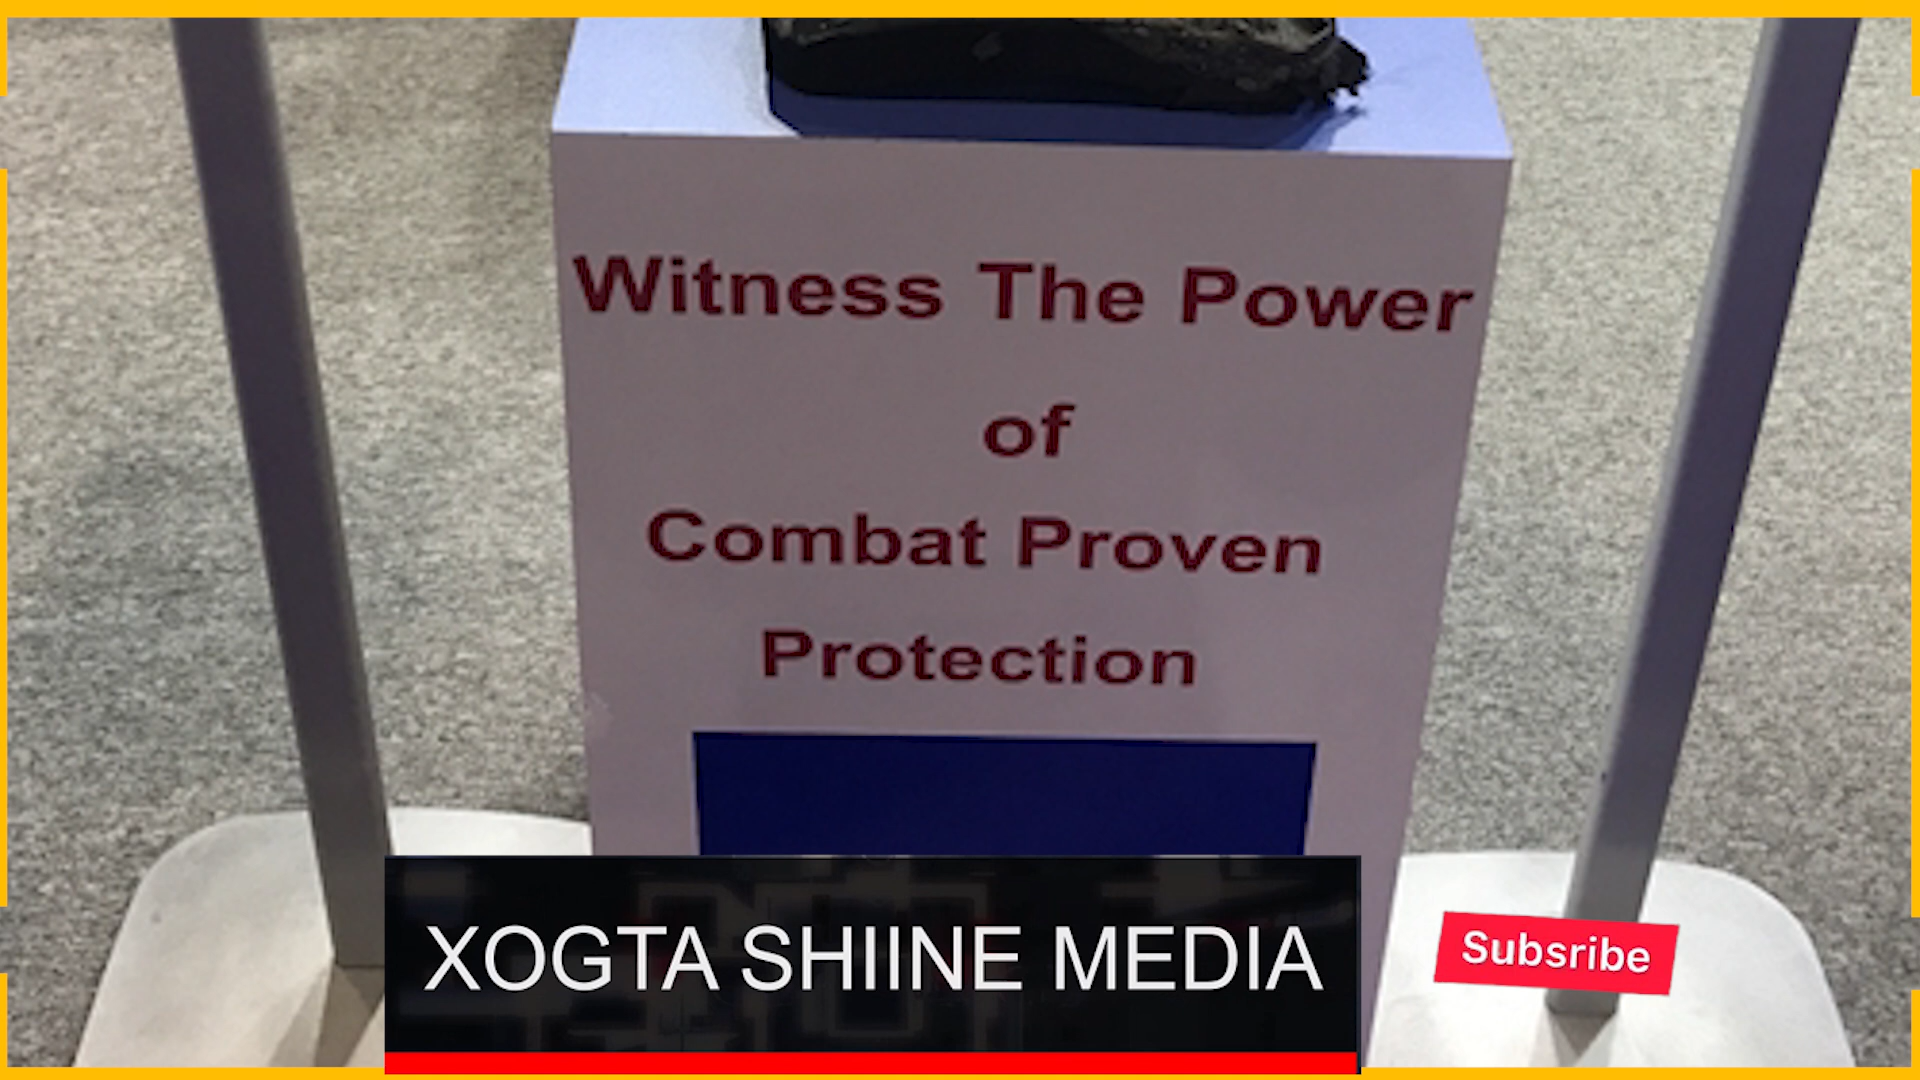 Witness The Power
of
Combat Proven
Protection
XOGTA SHIINE MEDIA
Subsribe